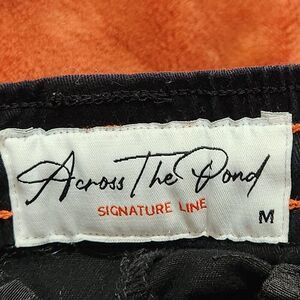 Across The Pond
SIGNATURE LINE
M